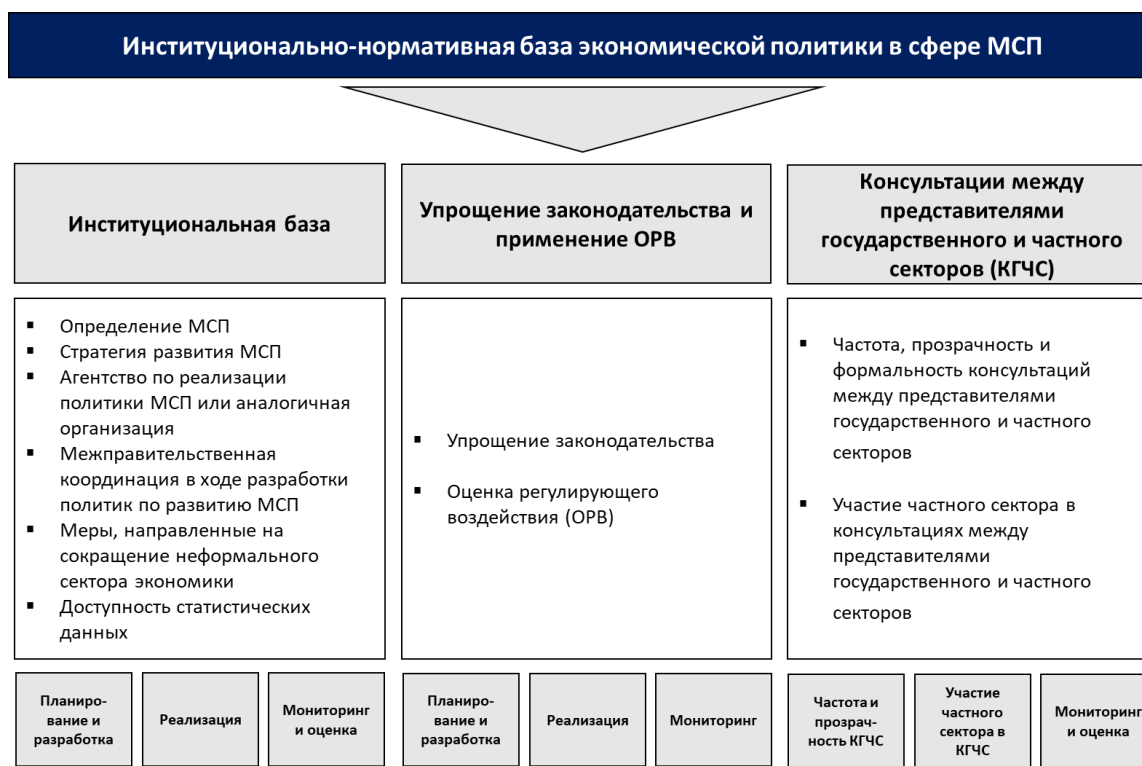 Институционально-нормативная база экономической политики в сфере МСП
Институциональная база
Упрощение законодательства и
применение ОРВ
Консультации между
представителями
государственного и частного
секторов (КГЧС)
▪ Определение МСП
▪ Стратегия развития МСП
▪ Агентство по реализации
политики МСП или аналогичная
организация
▪ Межправительственная
координация в ходе разработки
политик по развитию МСП
▪ Меры, направленные на
сокращение неформального
сектора экономики
▪ Доступность статистических
данных
▪ Упрощение законодательства
▪ Оценка регулирующего
воздействия (ОРВ)
▪ Частота, прозрачность и
формальность консультаций
между представителями
государственного и частного
секторов
▪ Участие частного сектора в
консультациях между
представителями
государственного и частного
секторов
Планиро-
вание и
разработка
Реализация
Мониторинг
и оценка
Планиро-
вание и
разработка
Реализация
Мониторинг
Частота и
прозрач-
ность КГЧС
Участие
частного
сектора в
КГЧС
Мониторинг
и оценка